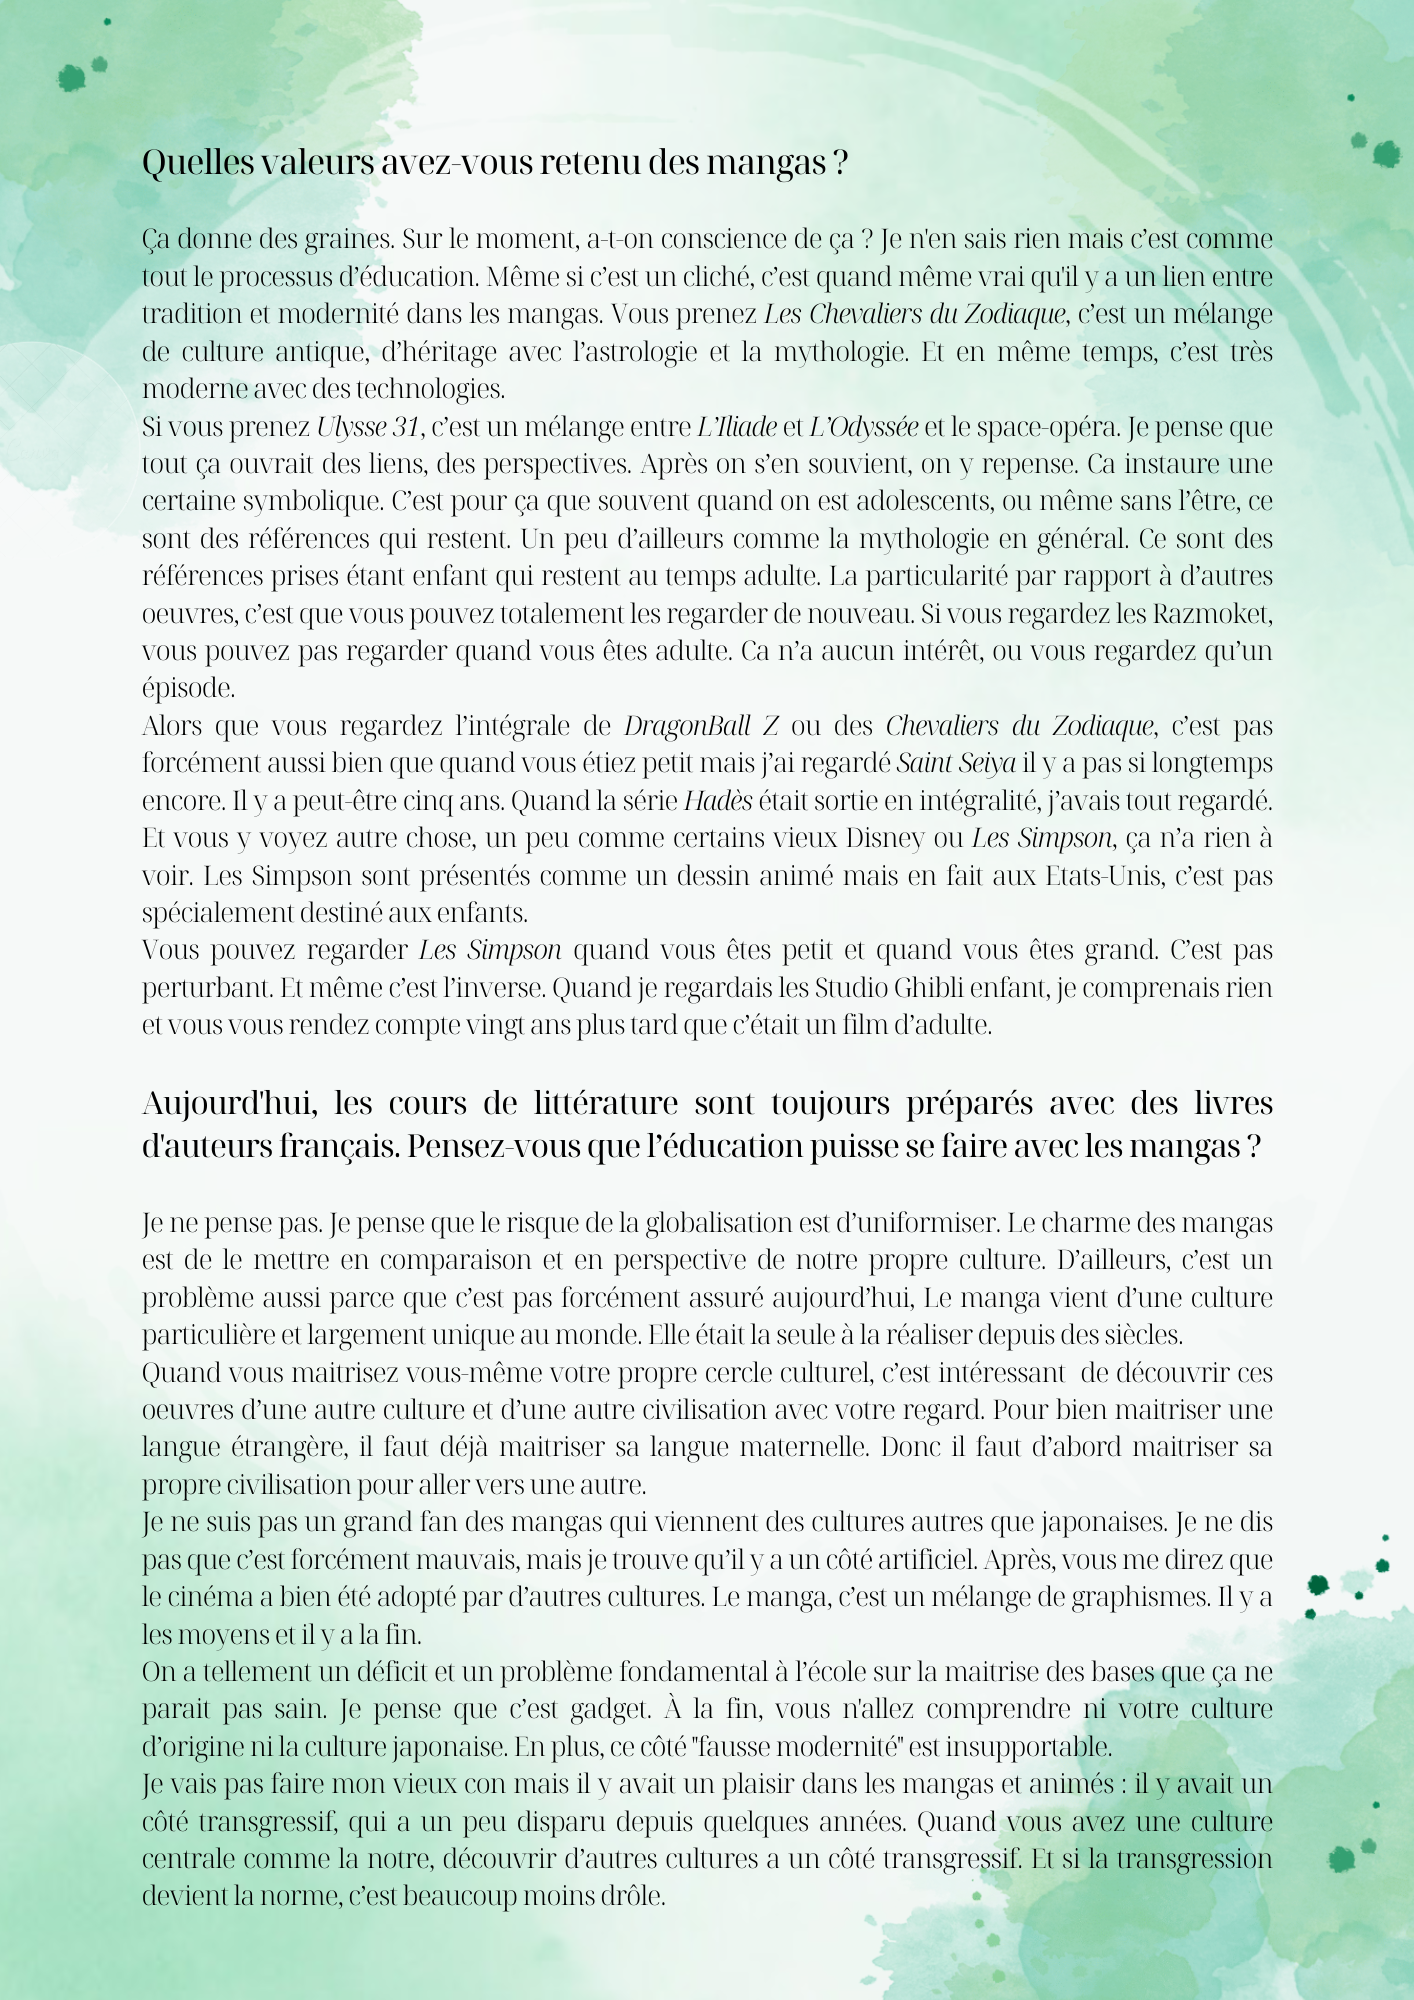 Quelles valeurs avez-vous retenu des mangas ?
Ça donne des graines. Sur le moment, a-t-on conscience de ça ? Je n'en sais rien mais c’est comme
tout le processus d’éducation. Même si c’est un cliché, c’est quand même vrai qu'il y a un lien entre
tradition et modernité dans les mangas. Vous prenez Les Chevaliers du Zodiaque, c’est un mélange
de culture antique, d’héritage avec l’astrologie et la mythologie. Et en même temps, c’est très
moderne avec des technologies.
Si vous prenez Ulysse 31, c’est un mélange entre L’Iliade et L’Odyssée et le space-opéra. Je pense que
tout ça ouvrait des liens, des perspectives. Après on s’en souvient, on y repense. Ca instaure une
certaine symbolique. C’est pour ça que souvent quand on est adolescents, ou même sans l’être, ce
sont des références qui restent. Un peu d’ailleurs comme la mythologie en général. Ce sont des
références prises étant enfant qui restent au temps adulte. La particularité par rapport à d’autres
oeuvres, c’est que vous pouvez totalement les regarder de nouveau. Si vous regardez les Razmoket,
vous pouvez pas regarder quand vous êtes adulte. Ca n’a aucun intérêt, ou vous regardez qu’un
épisode.
Alors que vous regardez l’intégrale de DragonBall Z ou des Chevaliers du Zodiaque, c’est pas
forcément aussi bien que quand vous étiez petit mais j’ai regardé Saint Seiya il y a pas si longtemps
encore. Il y a peut-être cinq ans. Quand la série Hadès était sortie en intégralité, j’avais tout regardé.
Et vous y voyez autre chose, un peu comme certains vieux Disney ou Les Simpson, ça n’a rien à
voir. Les Simpson sont présentés comme un dessin animé mais en fait aux Etats-Unis, c’est pas
spécialement destiné aux enfants.
Vous pouvez regarder Les Simpson quand vous êtes petit et quand vous êtes grand. C’est pas
perturbant. Et même c’est l’inverse. Quand je regardais les Studio Ghibli enfant, je comprenais rien
et vous vous rendez compte vingt ans plus tard que c’était un film d’adulte.
Aujourd'hui, les cours de littérature sont toujours préparés avec des livres
d'auteurs français. Pensez-vous que l’éducation puisse se faire avec les mangas ?
Je ne pense pas. Je pense que le risque de la globalisation est d’uniformiser. Le charme des mangas
est de le mettre en comparaison et en perspective de notre propre culture. D’ailleurs, c’est un
problème aussi parce que c’est pas forcément assuré aujourd’hui, Le manga vient d’une culture
particulière et largement unique au monde. Elle était la seule à la réaliser depuis des siècles.
Quand vous maitrisez vous-même votre propre cercle culturel, c’est intéressant  de découvrir ces
oeuvres d’une autre culture et d’une autre civilisation avec votre regard. Pour bien maitriser une
langue étrangère, il faut déjà maitriser sa langue maternelle. Donc il faut d’abord maitriser sa
propre civilisation pour aller vers une autre.
Je ne suis pas un grand fan des mangas qui viennent des cultures autres que japonaises. Je ne dis
pas que c’est forcément mauvais, mais je trouve qu’il y a un côté artificiel. Après, vous me direz que
le cinéma a bien été adopté par d’autres cultures. Le manga, c’est un mélange de graphismes. Il y a
les moyens et il y a la fin.
On a tellement un déficit et un problème fondamental à l’école sur la maitrise des bases que ça ne
parait pas sain. Je pense que c’est gadget. À la fin, vous n'allez comprendre ni votre culture
d’origine ni la culture japonaise. En plus, ce côté "fausse modernité" est insupportable.
Je vais pas faire mon vieux con mais il y avait un plaisir dans les mangas et animés : il y avait un
côté transgressif, qui a un peu disparu depuis quelques années. Quand vous avez une culture
centrale comme la notre, découvrir d’autres cultures a un côté transgressif. Et si la transgression
devient la norme, c’est beaucoup moins drôle.